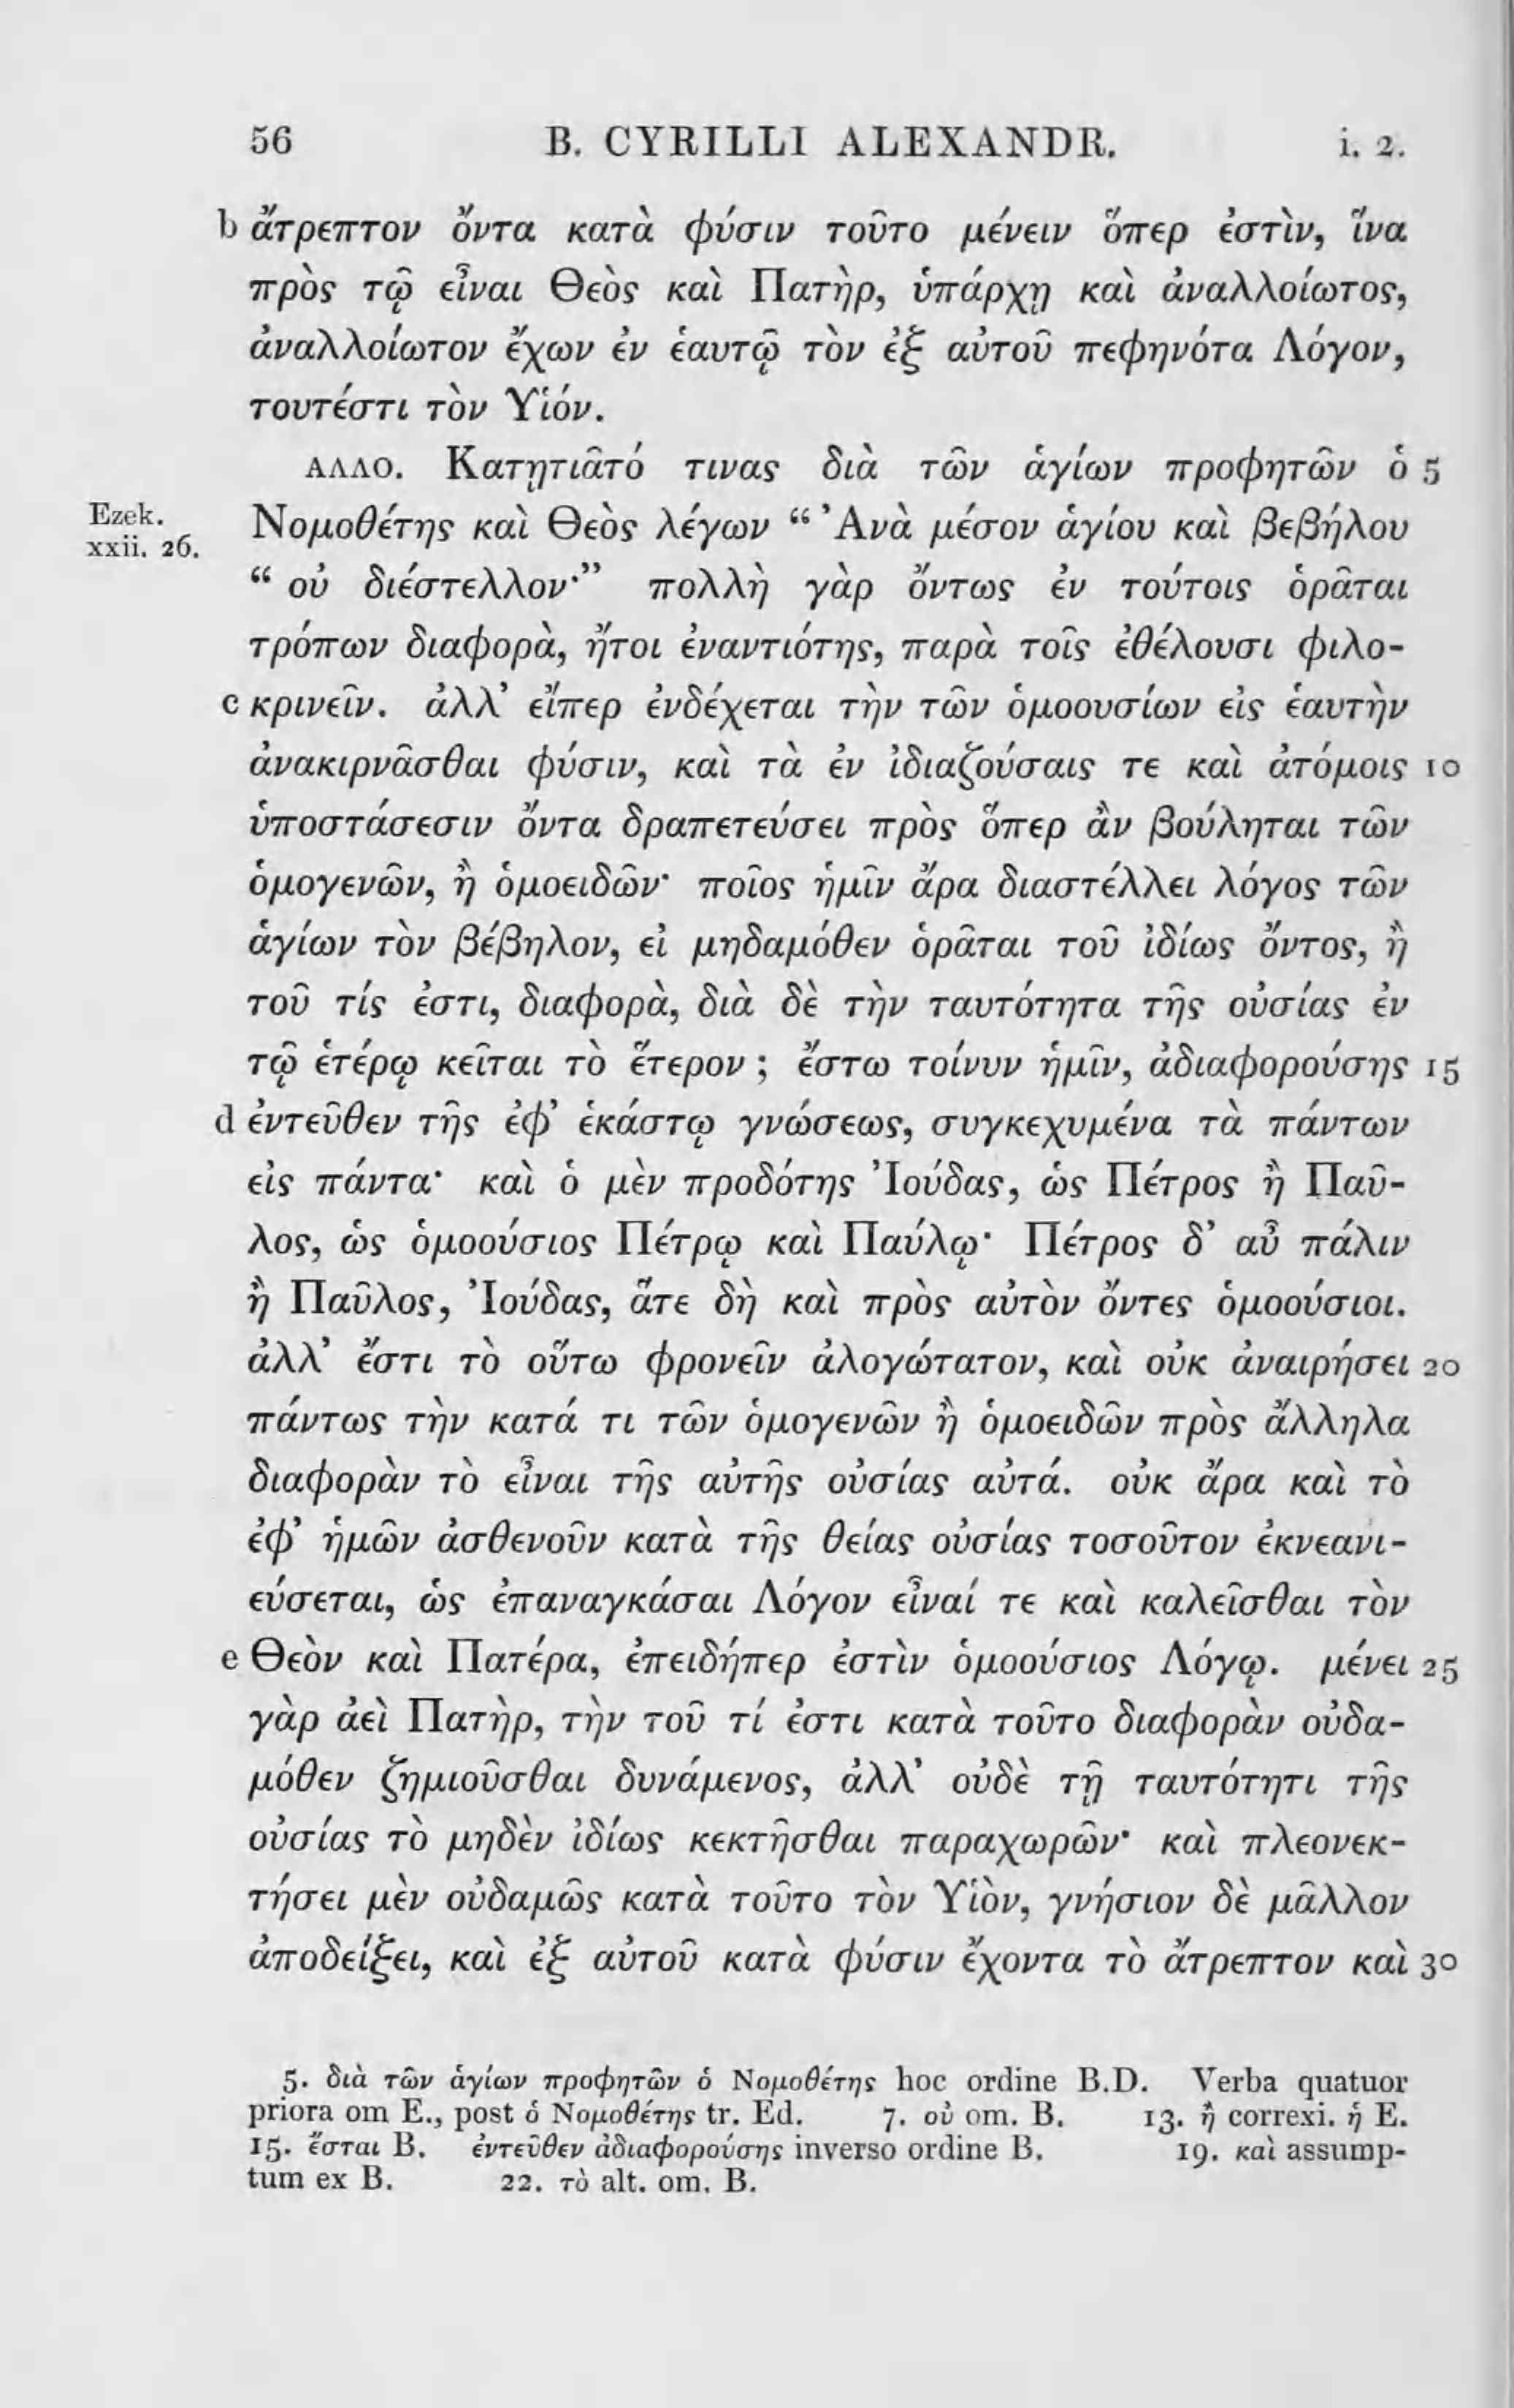 56 B. CYRILLI ALEXANDR. i. 2.
b ἄτρεπτον ὄντα κατὰ φύσιν τοῦτο μένειν ὅπερ ἐστὶν, ἵνα
πρὸς τῷ εἶναι Θεὸς καὶ Πατὴρ, ὑπάρχῃ καὶ ἀναλλοίωτος,
ἀναλλοίωτον ἔχων ἐν ἑαυτῷ τὸν ἐξ αὐτοῦ πεφηνότα Λόγον,
τουτέστι τὸν Υἱόν.
ΑΛΛΟ. Κατῃτιᾶτό τινας διὰ τῶν ἁγίων προφητῶν ὁ 5
Ezek.
xxii. 26.
Νομοθέτης καὶ Θεὸς λέγων “ Ἀνὰ μέσον ἁγίου καὶ βεβήλου
“ οὐ διέστελλον·” πολλὴ γὰρ ὄντως ἐν τούτοις ὁρᾶται
τρόπων διαφορὰ, ἤτοι ἐναντιότης, παρὰ τοῖς ἐθέλουσι φιλο-
c κρινεῖν. ἀλλ’ εἴπερ ἐνδέχεται τὴν τῶν ὁμοουσίων εἰς ἑαυτὴν
ἀνακιρνᾶσθαι φύσιν, καὶ τὰ ἐν ἰδιαζούσαις τε καὶ ἀτόμοις 10
ὑποστάσεσιν ὄντα δραπετεύσει πρὸς ὅπερ ἂν βούληται τῶν
ὁμογενῶν, ἢ ὁμοειδῶν· ποῖος ἡμῖν ἄρα διαστέλλει λόγος τῶν
ἁγίων τὸν βέβηλον, εἰ μηδαμόθεν ὁρᾶται τοῦ ἰδίως ὄντος, ἢ
τοῦ τίς ἐστι, διαφορὰ, διὰ δὲ τὴν ταυτότητα τῆς οὐσίας ἐν
τῷ ἑτέρῳ κεῖται τὸ ἕτερον ; ἔστω τοίνυν ἡμῖν, ἀδιαφορούσης 15
d ἐντεῦθεν τῆς ἐφ’ ἑκάστῳ γνώσεως, συγκεχυμένα τὰ πάντων
εἰς πάντα· καὶ ὁ μὲν προδότης Ἰούδας, ὡς Πέτρος ἢ Παῦ-
λος, ὡς ὁμοούσιος Πέτρῳ καὶ Παύλῳ· Πέτρος δ’ αὖ πάλιν
ἢ Παῦλος, Ἰούδας, ἅτε δὴ καὶ πρὸς αὐτὸν ὄντες ὁμοούσιοι.
ἀλλ’ ἔστι τὸ οὕτω φρονεῖν ἀλογώτατον, καὶ οὐκ ἀναιρήσει 20
πάντως τὴν κατά τι τῶν ὁμογενῶν ἢ ὁμοειδῶν πρὸς ἄλληλα
διαφορὰν τὸ εἶναι τῆς αὐτῆς οὐσίας αὐτά. οὐκ ἄρα καὶ τὸ
ἐφ’ ἡμῶν ἀσθενοῦν κατὰ τῆς θείας οὐσίας τοσοῦτον ἐκνεανι-
εύσεται, ὡς ἐπαναγκάσαι Λόγον εἶναί τε καὶ καλεῖσθαι τὸν
e Θεὸν καὶ Πατέρα, ἐπειδήπερ ἐστὶν ὁμοούσιος Λόγῳ. μένει 25
γὰρ ἀεὶ Πατὴρ, τὴν τοῦ τί ἐστι κατὰ τοῦτο διαφορὰν οὐδα-
μόθεν ζημιοῦσθαι δυνάμενος, ἀλλ’ οὐδὲ τῇ ταυτότητι τῆς
οὐσίας τὸ μηδὲν ἰδίως κεκτῆσθαι παραχωρῶν· καὶ πλεονεκ-
τήσει μὲν οὐδαμῶς κατὰ τοῦτο τὸν Υἱὸν, γνήσιον δὲ μᾶλλον
ἀποδείξει, καὶ ἐξ αὐτοῦ κατὰ φύσιν ἔχοντα τὸ ἄτρεπτον καὶ 30
5. διὰ τῶν ἁγίων προφητῶν ὁ Νομοθέτης hoc ordine B.D. Verba quatuor
priora om E., post ὁ Νομοθέτης tr. Ed. 7. οὐ om. B. 13. ἢ correxi. ἡ E.
15. ἔσται B. ἐντεῦθεν ἀδιαφορούσης inverso ordine B. 19. καὶ assump-
tum ex B. 22. τὸ alt. om. B.